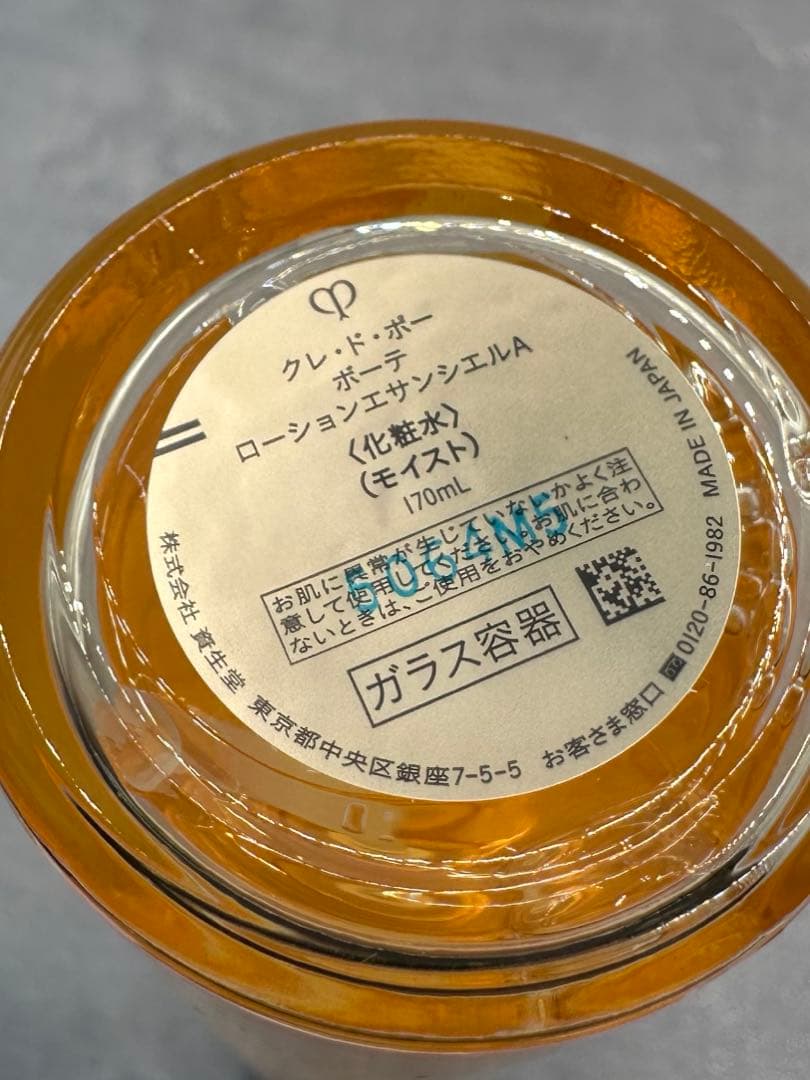 クレ・ド・ポー
ボーテ
ローションエサンシエルA
〈化粧水〉
(モイスト)
170mL
お肌に異常が生じていないかよく注
意して使用してください。お肌に合わ
ないときは、ご使用をおやめください。
5064M5
ガラス容器
株式会社 資生堂 東京都中央区銀座7-5-5 お客さま窓口 0120-86-1982 MADE IN JAPAN